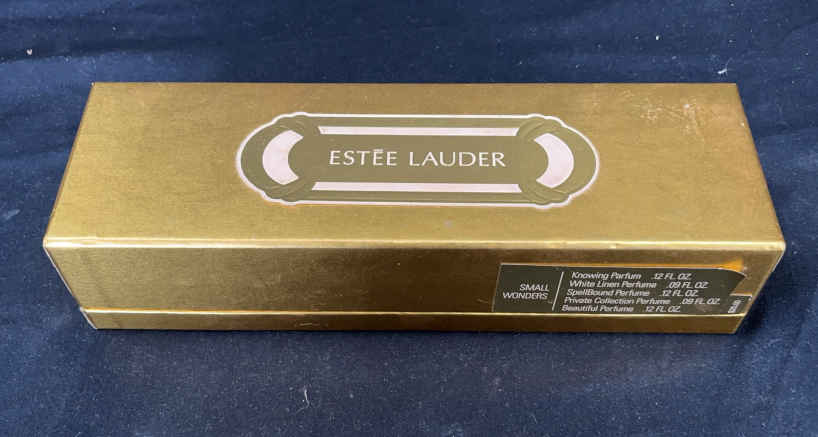 ESTĒE LAUDER
SMALL
WONDERS
Knowing Parfum .12 FL. OZ.
White Linen Perfume .09 FL. OZ.
SpellBound Perfume .12 FL. OZ.
Private Collection Perfume .09 FL. OZ.
Beautiful Perfume .12 FL. OZ.